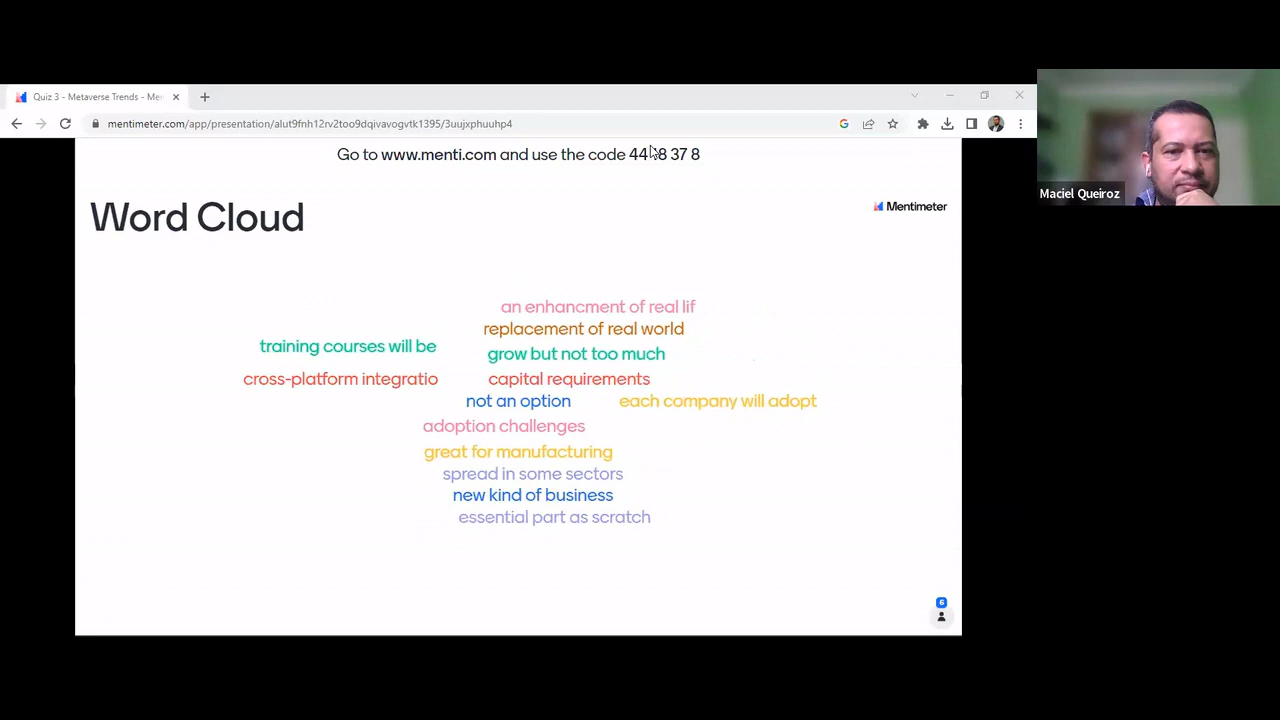 Quiz 3 - Metaverse Trends - Me
mentimeter.com/app/presentation/alut9fnh12rv2too9dqivavogvtk1395/3uujxphuuhp4
Go to www.menti.com and use the code 44 8 37 8
Maciel Queiroz
Word Cloud
Mentimeter
an enhancment of real lif
replacement of real world
training courses will be
grow but not too much
cross-platform integratio
capital requirements
not an option
each company will adopt
adoption challenges
great for manufacturing
spread in some sectors
new kind of business
essential part as scratch
6